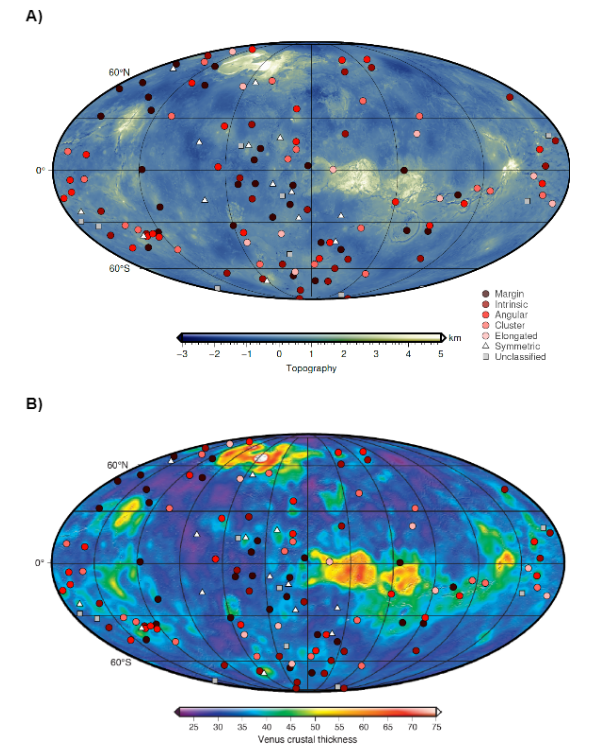 A)
60°N
0°
60°S
Margin
Intrinsic
Angular
Cluster
Elongated
Symmetric
Unclassified
km
−3 −2 −1 0 1 2 3 4 5
Topography
B)
60°N
0°
60°S
25 30 35 40 45 50 55 60 65 70 75
Venus crustal thickness